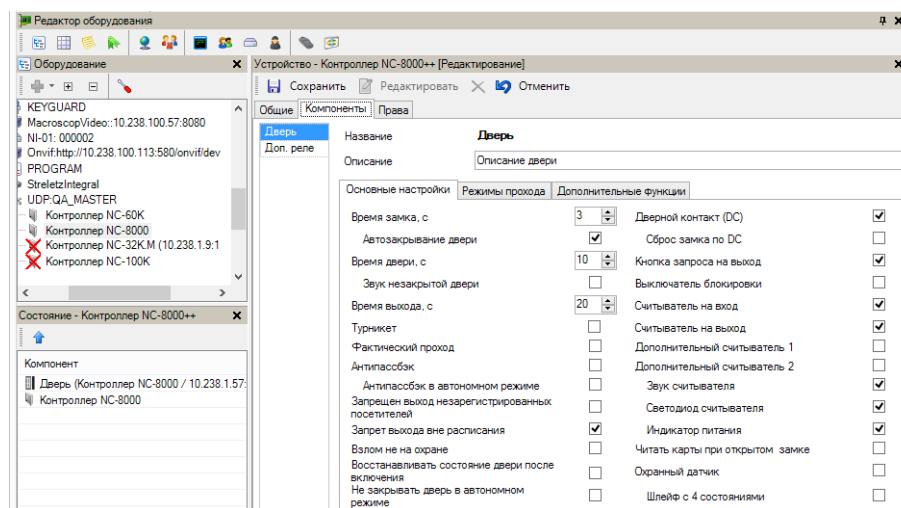 Редактор оборудования
Оборудование
KEYGUARD
MacroscopVideo::10.238.100.57:8080
NI-01: 000002
Onvif:http://10.238.100.113:580/onvif/dev
PROGRAM
StreletzIntegral
UDP:QA_MASTER
Контроллер NC-60K
Контроллер NC-8000
Контроллер NC-32K.M (10.238.1.9:1
Контроллер NC-100K
Состояние - Контроллер NC-8000++
Компонент
Дверь (Контроллер NC-8000 / 10.238.1.57:
Контроллер NC-8000
Устройство - Контроллер NC-8000++ [Редактирование]
Сохранить Редактировать Отменить
Общие Компоненты Права
Дверь
Доп. реле
Название Дверь
Описание Описание двери
Основные настройки Режимы прохода Дополнительные функции
Время замка, с 3 Дверной контакт (DC)
Автозакрывание двери Сброс замка по DC
Время двери, с 10 Кнопка запроса на выход
Звук незакрытой двери Выключатель блокировки
Время выхода, с 20 Считыватель на вход
Турникет Считыватель на выход
Фактический проход Дополнительный считыватель 1
Антипассбэк Дополнительный считыватель 2
Антипассбэк в автономном режиме Звук считывателя
Запрещен выход незарегистрированных
посетителей Светодиод считывателя
Запрет выхода вне расписания Индикатор питания
Взлом не на охране Читать карты при открытом замке
Восстанавливать состояние двери после
включения Охранный датчик
Не закрывать дверь в автономном
режиме Шлейф с 4 состояниями